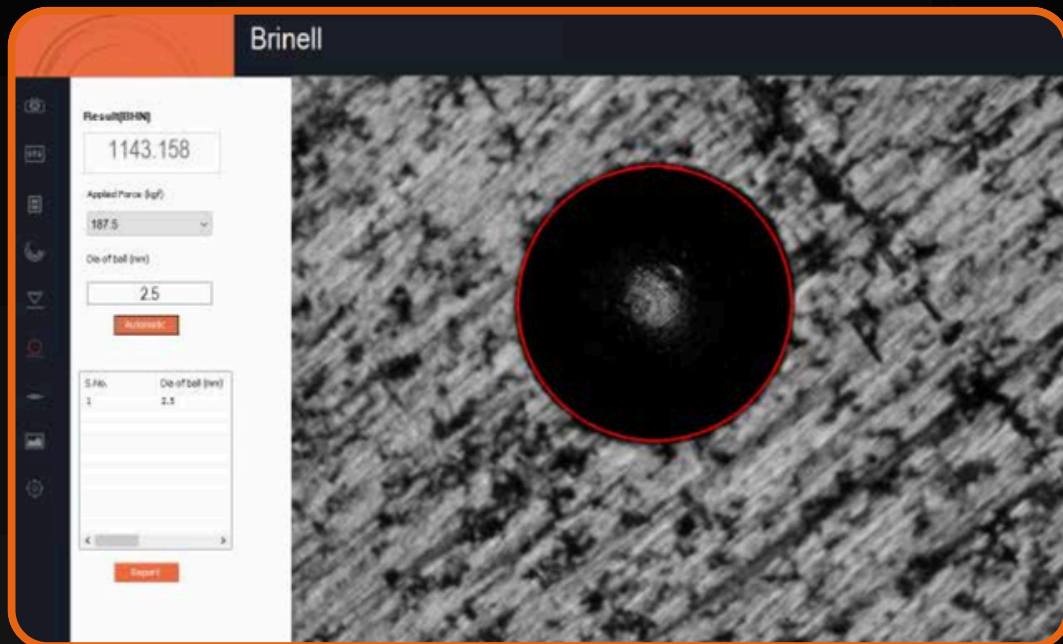 Brinell
Result(BHN)
1143.158
Applied Force (kgf)
187.5
Dia of ball (mm)
2.5
Automatic
S.No. Dia of ball (mm)
1 2.5
Report